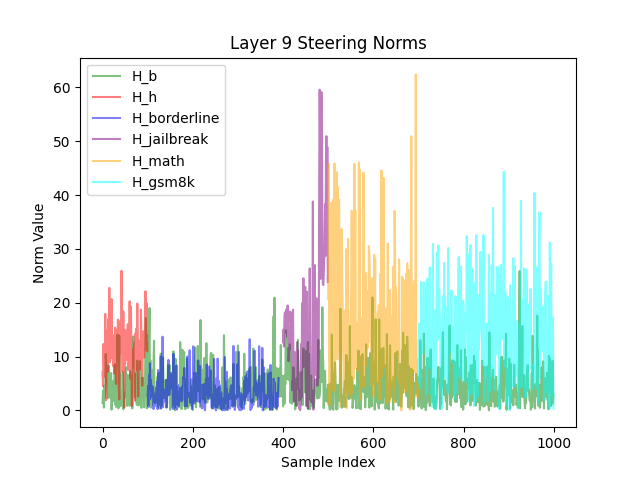 Layer 9 Steering Norms
H_b
H_h
H_borderline
H_jailbreak
H_math
H_gsm8k
Norm Value
60
50
40
30
20
10
0
0 200 400 600 800 1000
Sample Index